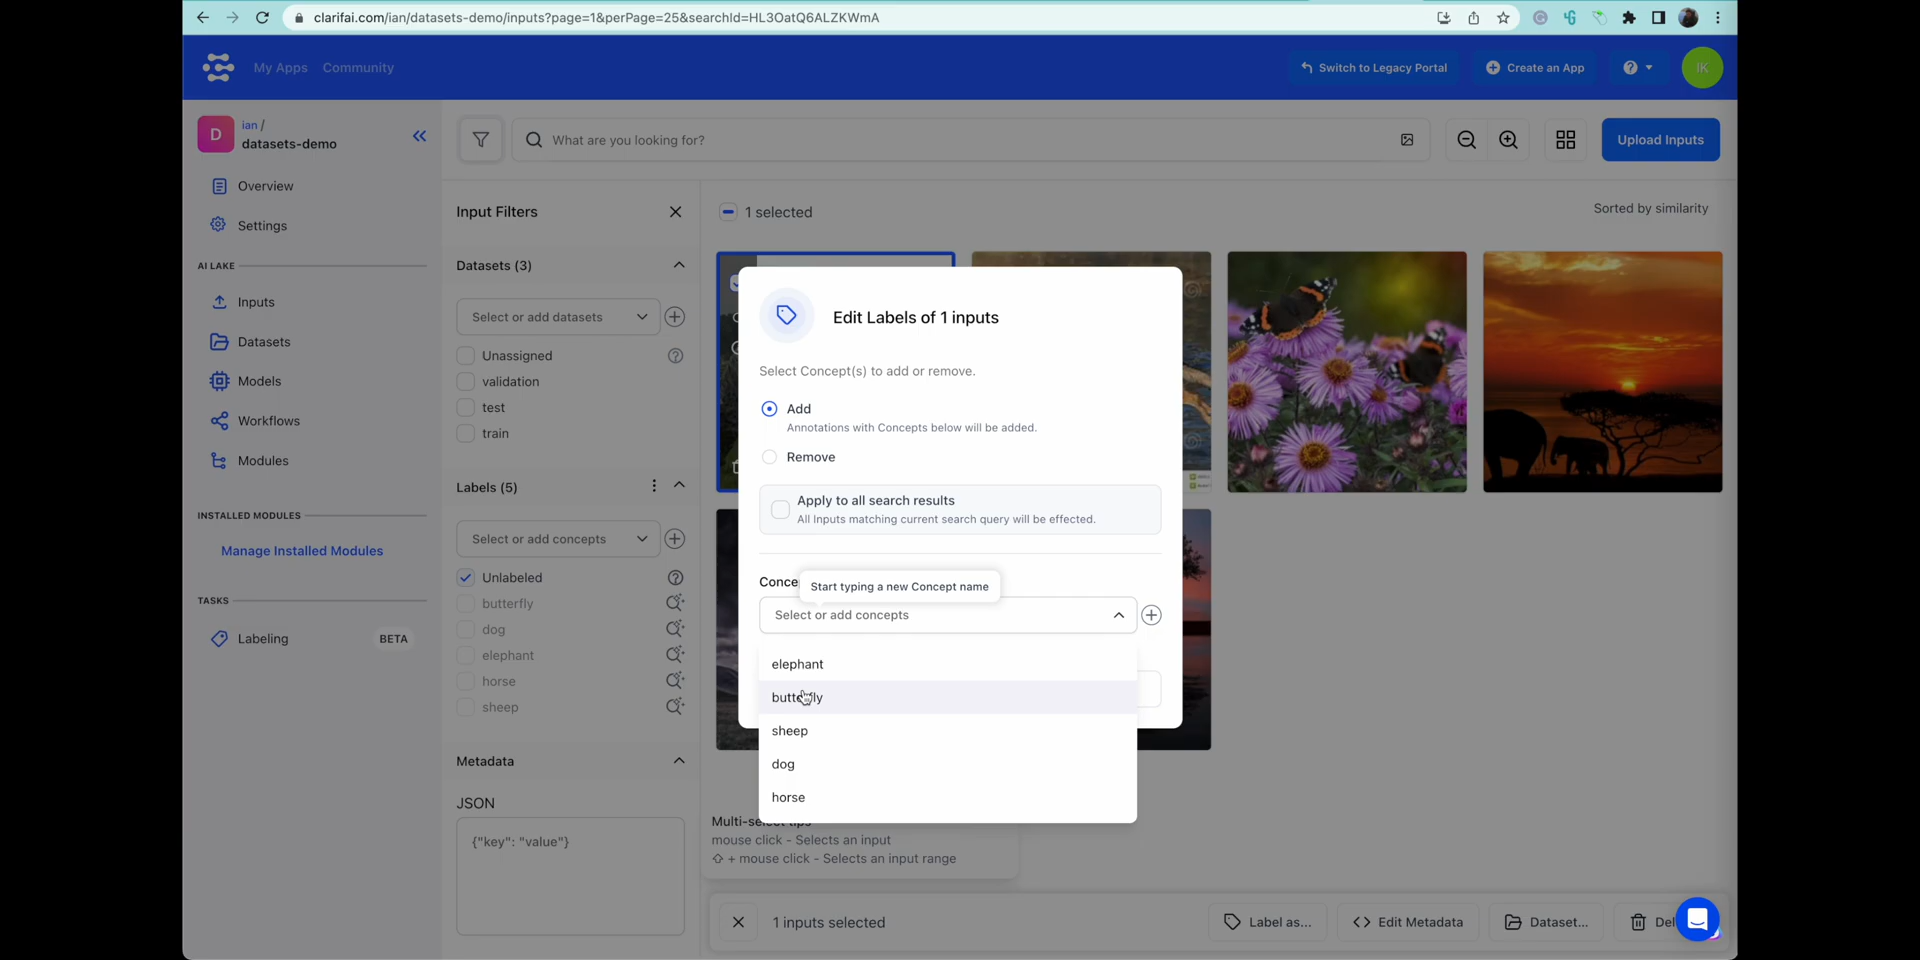 clarifai.com/ian/datasets-demo/inputs?page=1&perPage=25&searchId=HL3OatQ6ALZKWmA
My Apps Community
Switch to Legacy Portal
Create an App
?
IK
D
ian /
datasets-demo
Overview
Settings
AI LAKE
Inputs
Datasets
Models
Workflows
Modules
INSTALLED MODULES
Manage Installed Modules
TASKS
Labeling BETA
What are you looking for?
Upload Inputs
Input Filters
Datasets (3)
Select or add datasets
Unassigned
validation
test
train
Labels (5)
Select or add concepts
Unlabeled
butterfly
dog
elephant
horse
sheep
Metadata
JSON
{"key": "value"}
1 selected
Sorted by similarity
Edit Labels of 1 inputs
Select Concept(s) to add or remove.
Add
Annotations with Concepts below will be added.
Remove
Apply to all search results
All Inputs matching current search query will be effected.
Start typing a new Concept name
Select or add concepts
elephant
butterfly
sheep
dog
horse
mouse click - Selects an input
+ mouse click - Selects an input range
1 inputs selected
Label as...
Edit Metadata
Dataset...